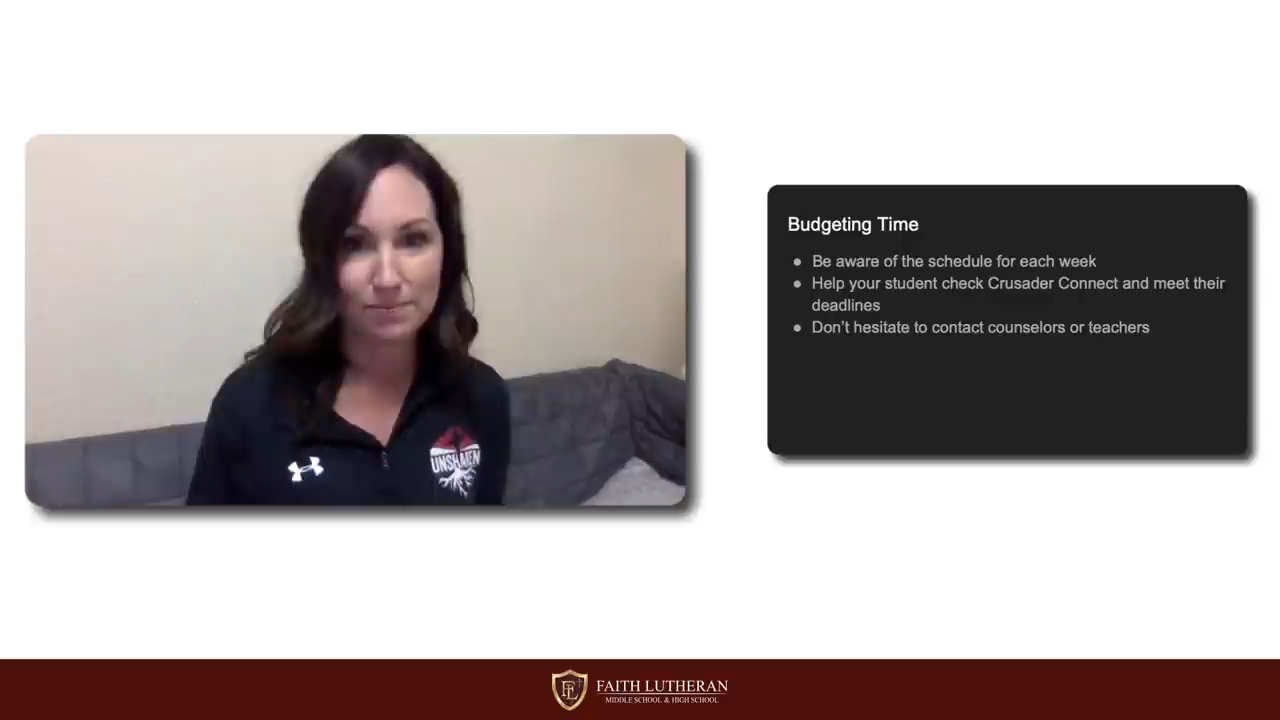 UNSHAKEN
Budgeting Time
● Be aware of the schedule for each week
● Help your student check Crusader Connect and meet their
deadlines
● Don't hesitate to contact counselors or teachers
FL
FAITH LUTHERAN
MIDDLE SCHOOL & HIGH SCHOOL